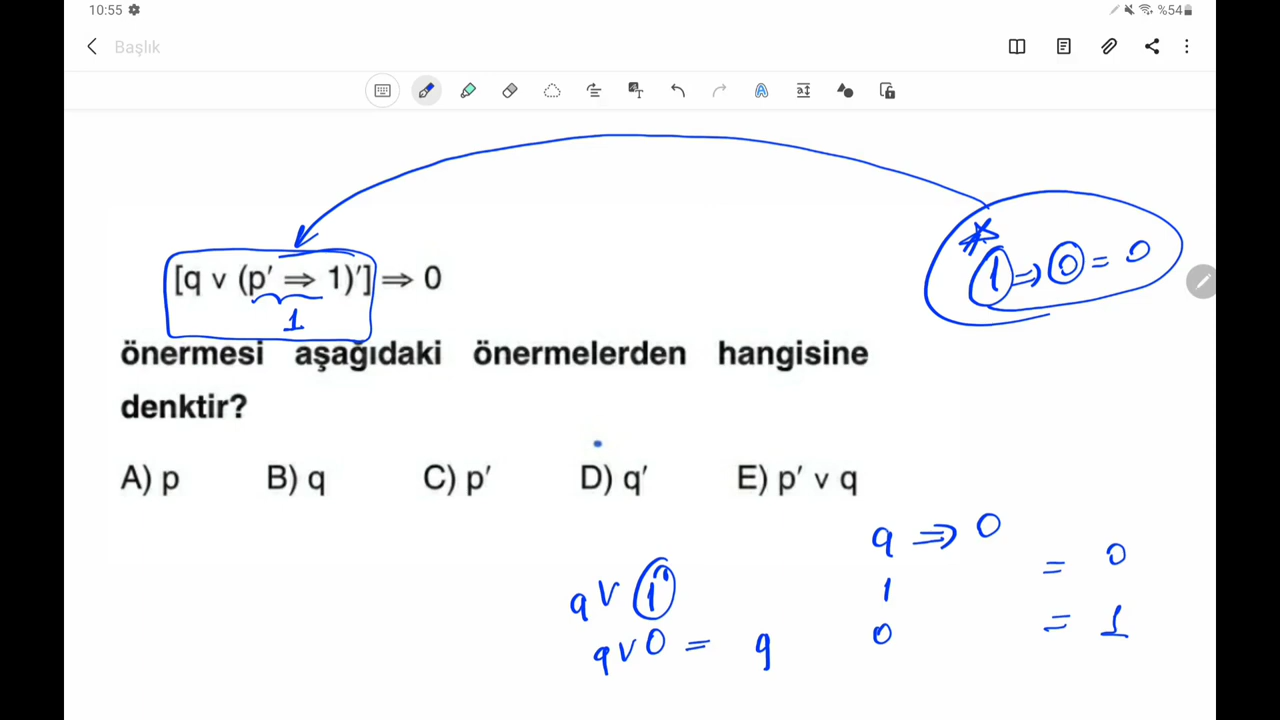 10:55 %54
Başlık
1 ⇒ 0 = 0
[q v (p′ ⇒ 1)′] ⇒ 0
1
önermesi aşağıdaki önermelerden hangisine
denktir?
A) p B) q C) p′ D) q′ E) p′ v q
q ⇒ 0
= 0
q v 1′ 1
q v 0 = q 0 = 1